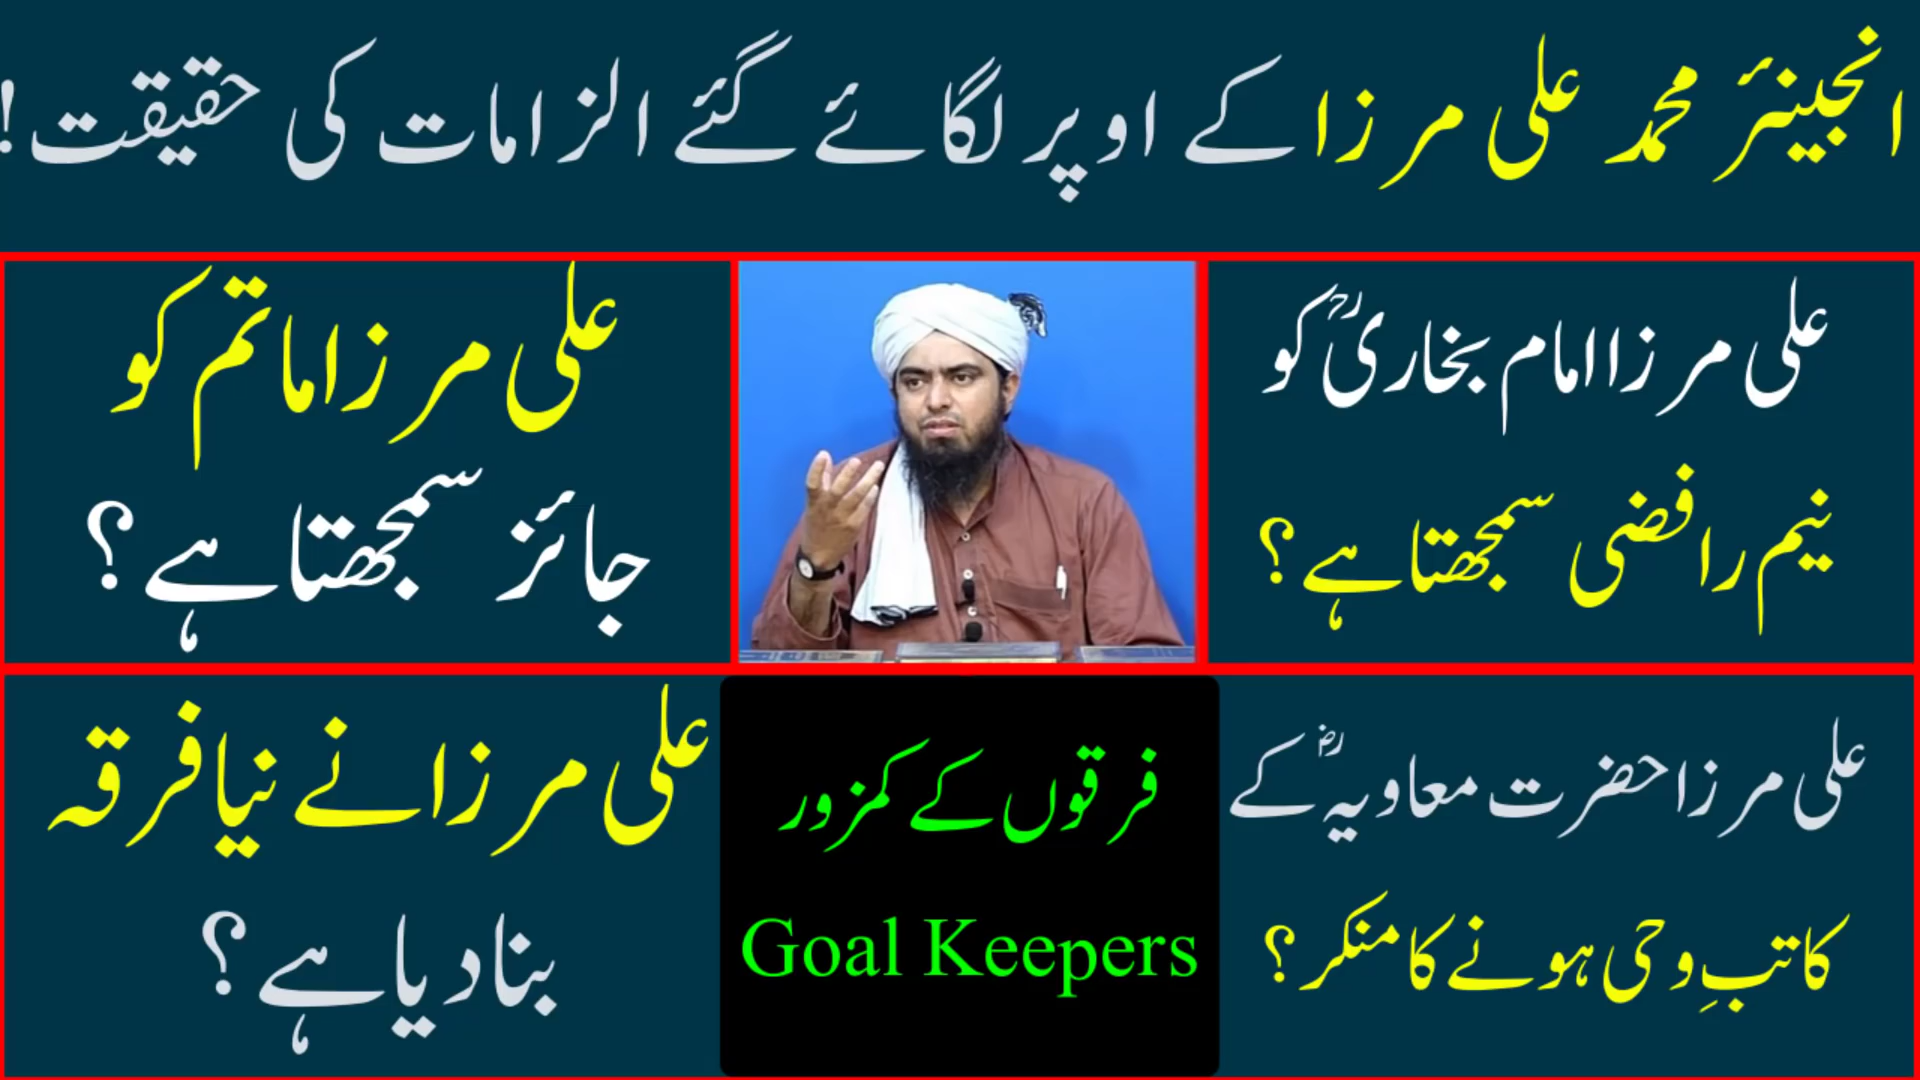 انجینئر محمد علی مرزا کے اوپر لگائے گئے الزامات کی حقیقت!
علی مرزا امام بخاریؒ کو
نیم رافضی سمجھتا ہے؟
علی مرزا ماتم کو
جائز سمجھتا ہے؟
علی مرزا حضرت معاویہؓ کے
کاتبِ وحی ہونے کا منکر؟
فرقوں کے کمزور
Goal Keepers
علی مرزا نے نیا فرقہ
بنا دیا ہے؟